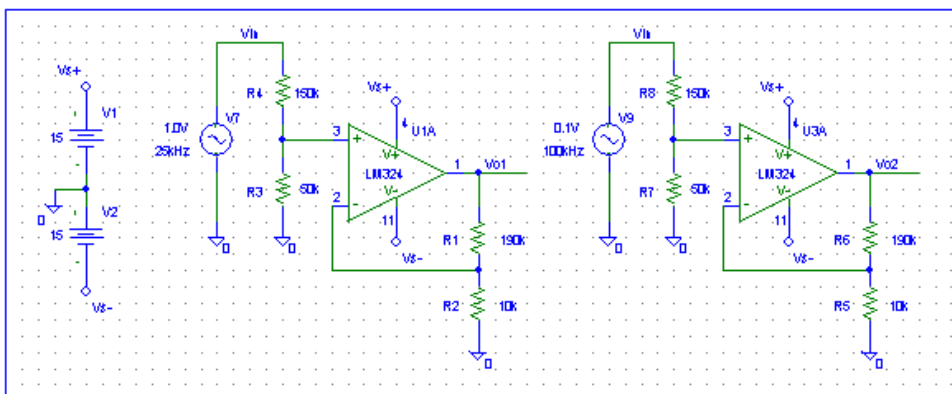 Vs+
V1
15
0
V2
15
Vs-
Vin
R4
150k
V7
1.0V
25kHz
R3
50k
0
0
Vs+
4
U1A
3
+
V+
LM324
V-
2
-
11
Vs-
1
Vo1
R1
190k
R2
10k
0
Vin
R8
150k
V9
0.1V
100kHz
R7
50k
0
0
Vs+
4
U3A
3
+
V+
LM324
V-
2
-
11
Vs-
1
Vo2
R6
190k
R5
10k
0